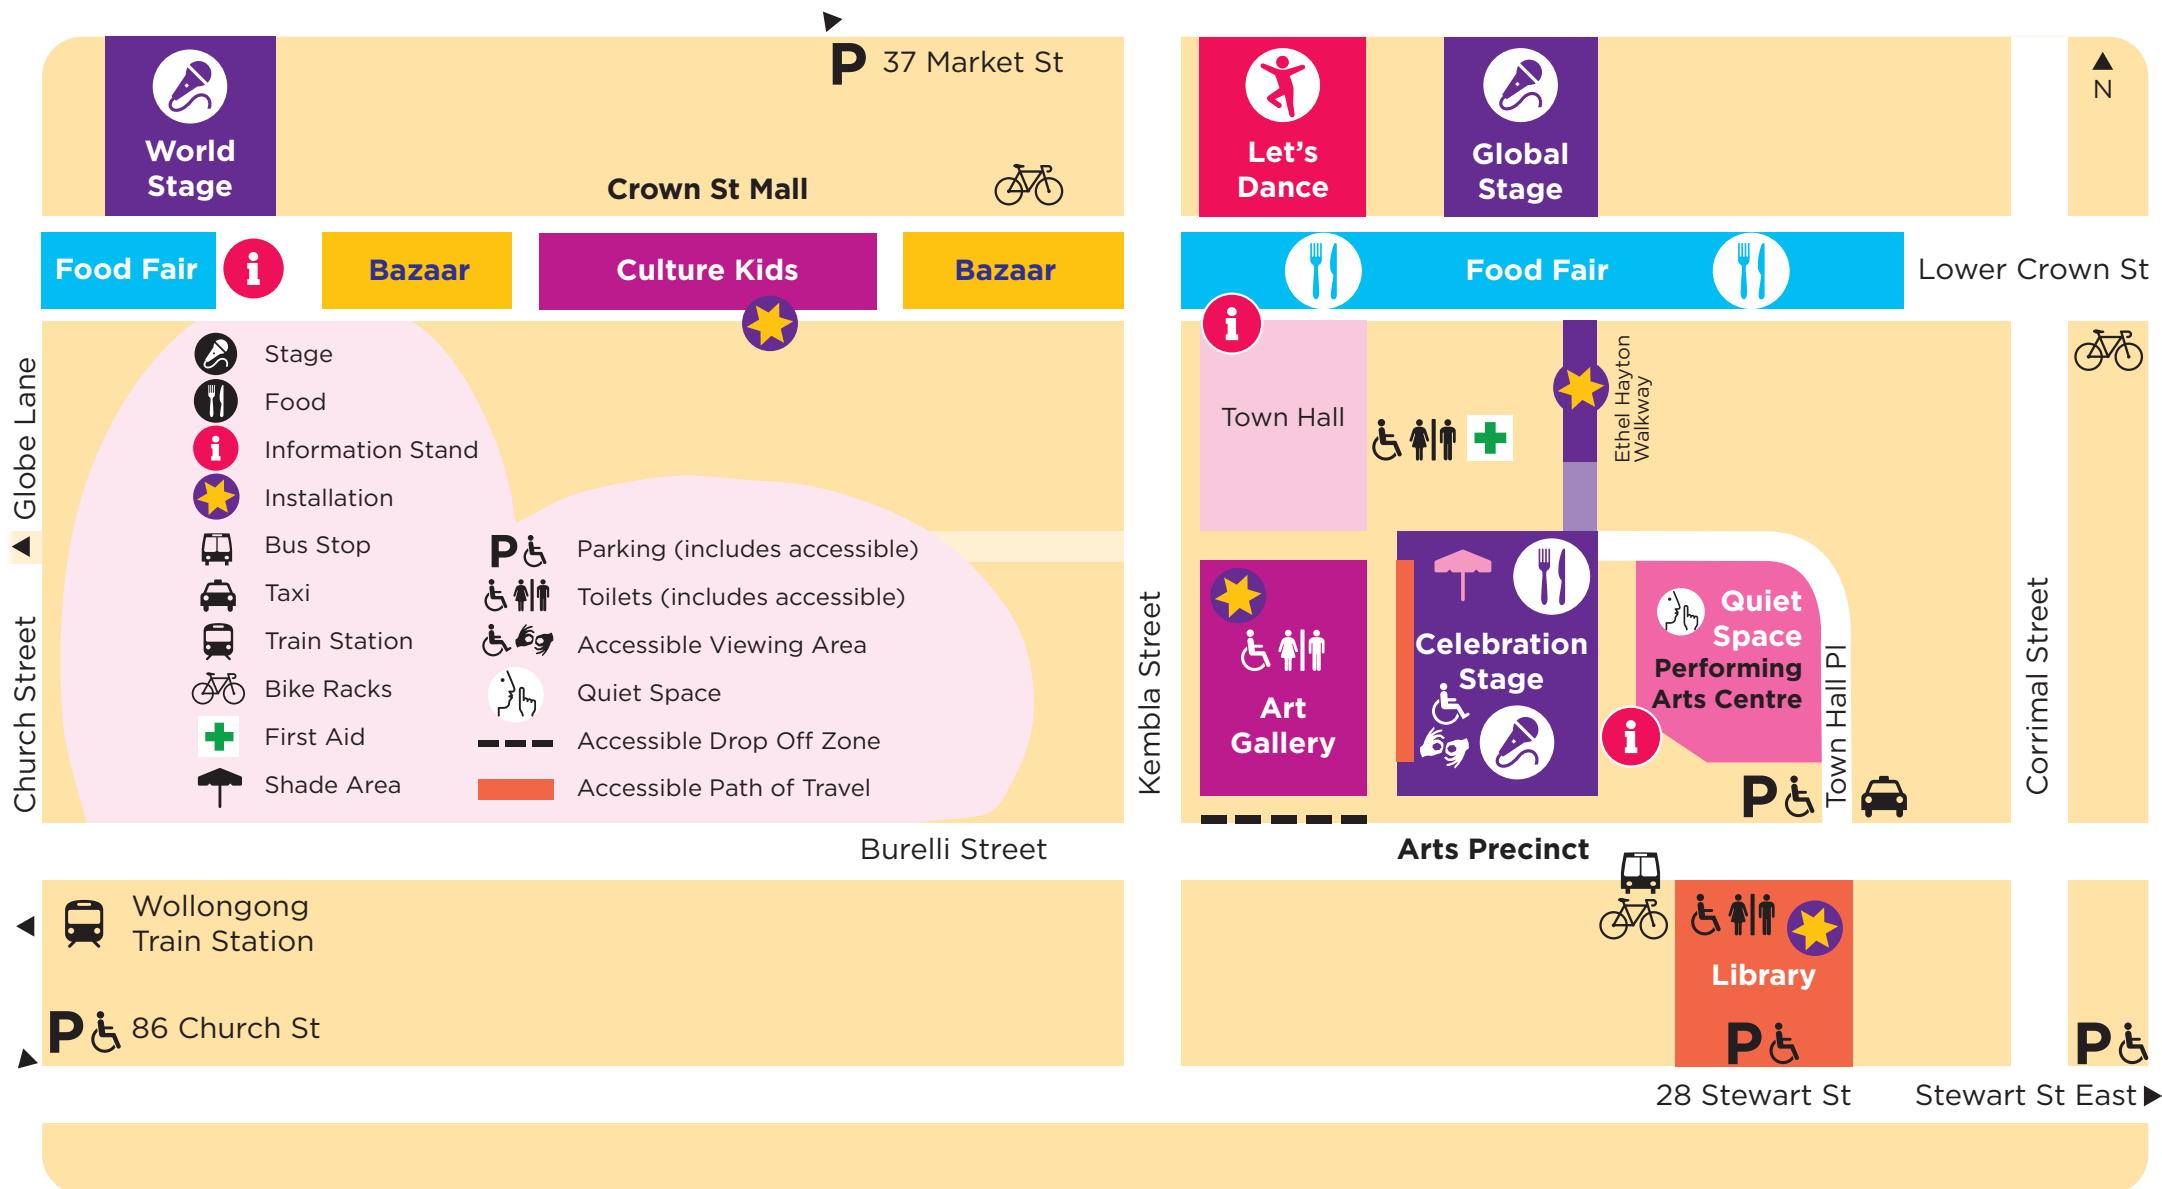 P 37 Market St
N
World
Stage
Let's
Dance
Global
Stage
Crown St Mall
Food Fair
i
Bazaar
Culture Kids
Bazaar
Food Fair
Lower Crown St
i
Globe Lane
Church Street
Stage
Food
i Information Stand
Installation
Bus Stop
Taxi
Train Station
Bike Racks
First Aid
Shade Area
P Parking (includes accessible)
Toilets (includes accessible)
Accessible Viewing Area
Quiet Space
Accessible Drop Off Zone
Accessible Path of Travel
Kembla Street
Town Hall
Ethel Hayton
Walkway
Art
Gallery
Celebration
Stage
Quiet
Space
Performing
Arts Centre
i
P
Town Hall Pl
Corrimal Street
Burelli Street
Arts Precinct
Wollongong
Train Station
P 86 Church St
Library
P
P
28 Stewart St
Stewart St East